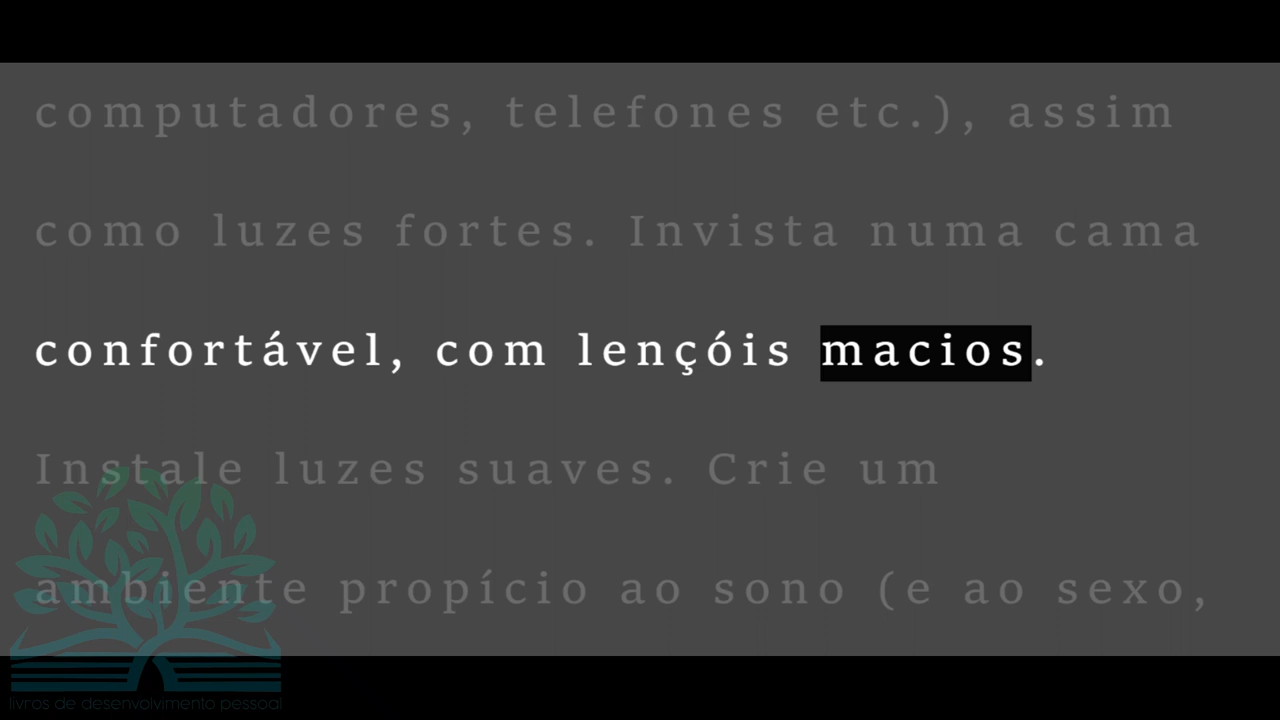 computadores, telefones etc.), assim
como luzes fortes. Invista numa cama
confortável, com lençóis macios.
Instale luzes suaves. Crie um
ambiente propício ao sono (e ao sexo,
livros de desenvolvimento pessoal